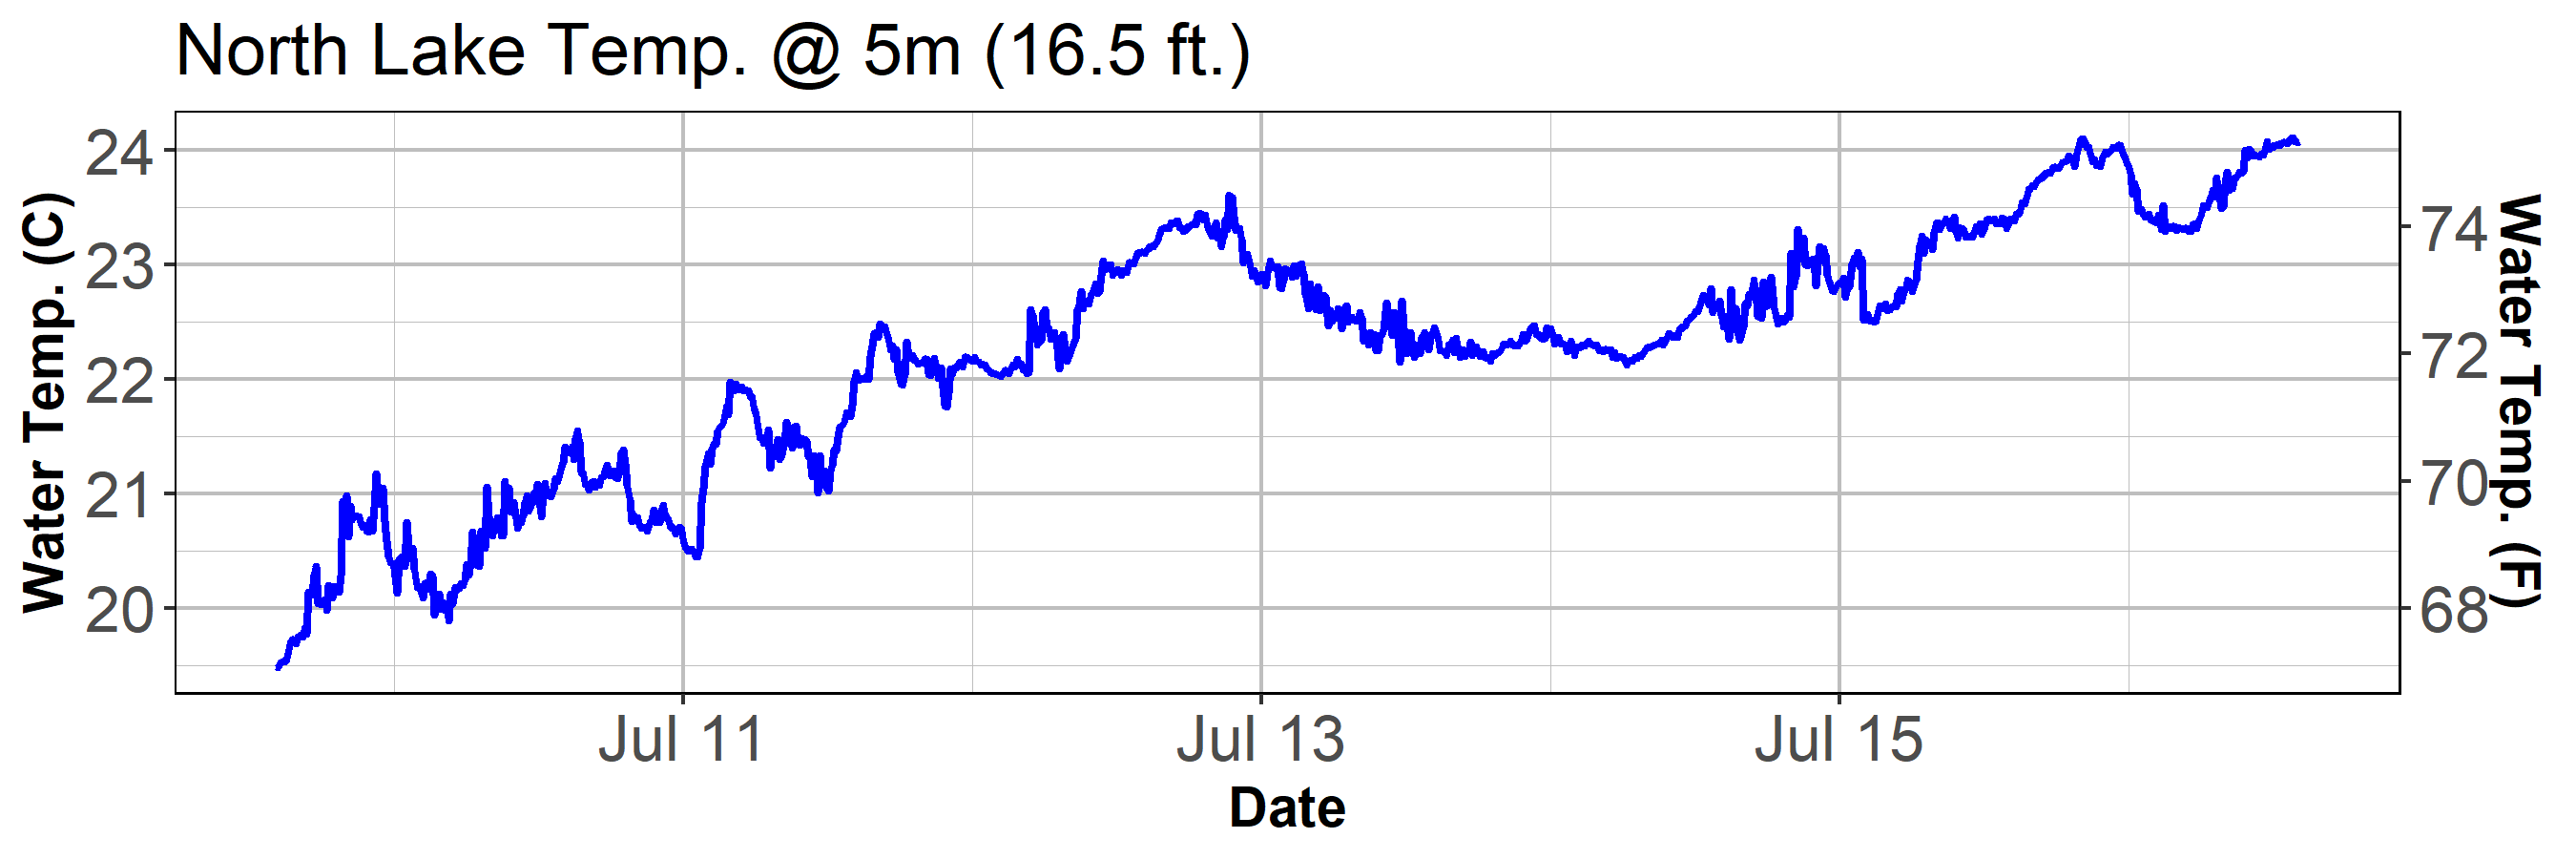 North Lake Temp. @ 5m (16.5 ft.)
Water Temp. (C)
24
23
22
21
20
74
72
70
68
Water Temp. (F)
Jul 11
Jul 13
Jul 15
Date